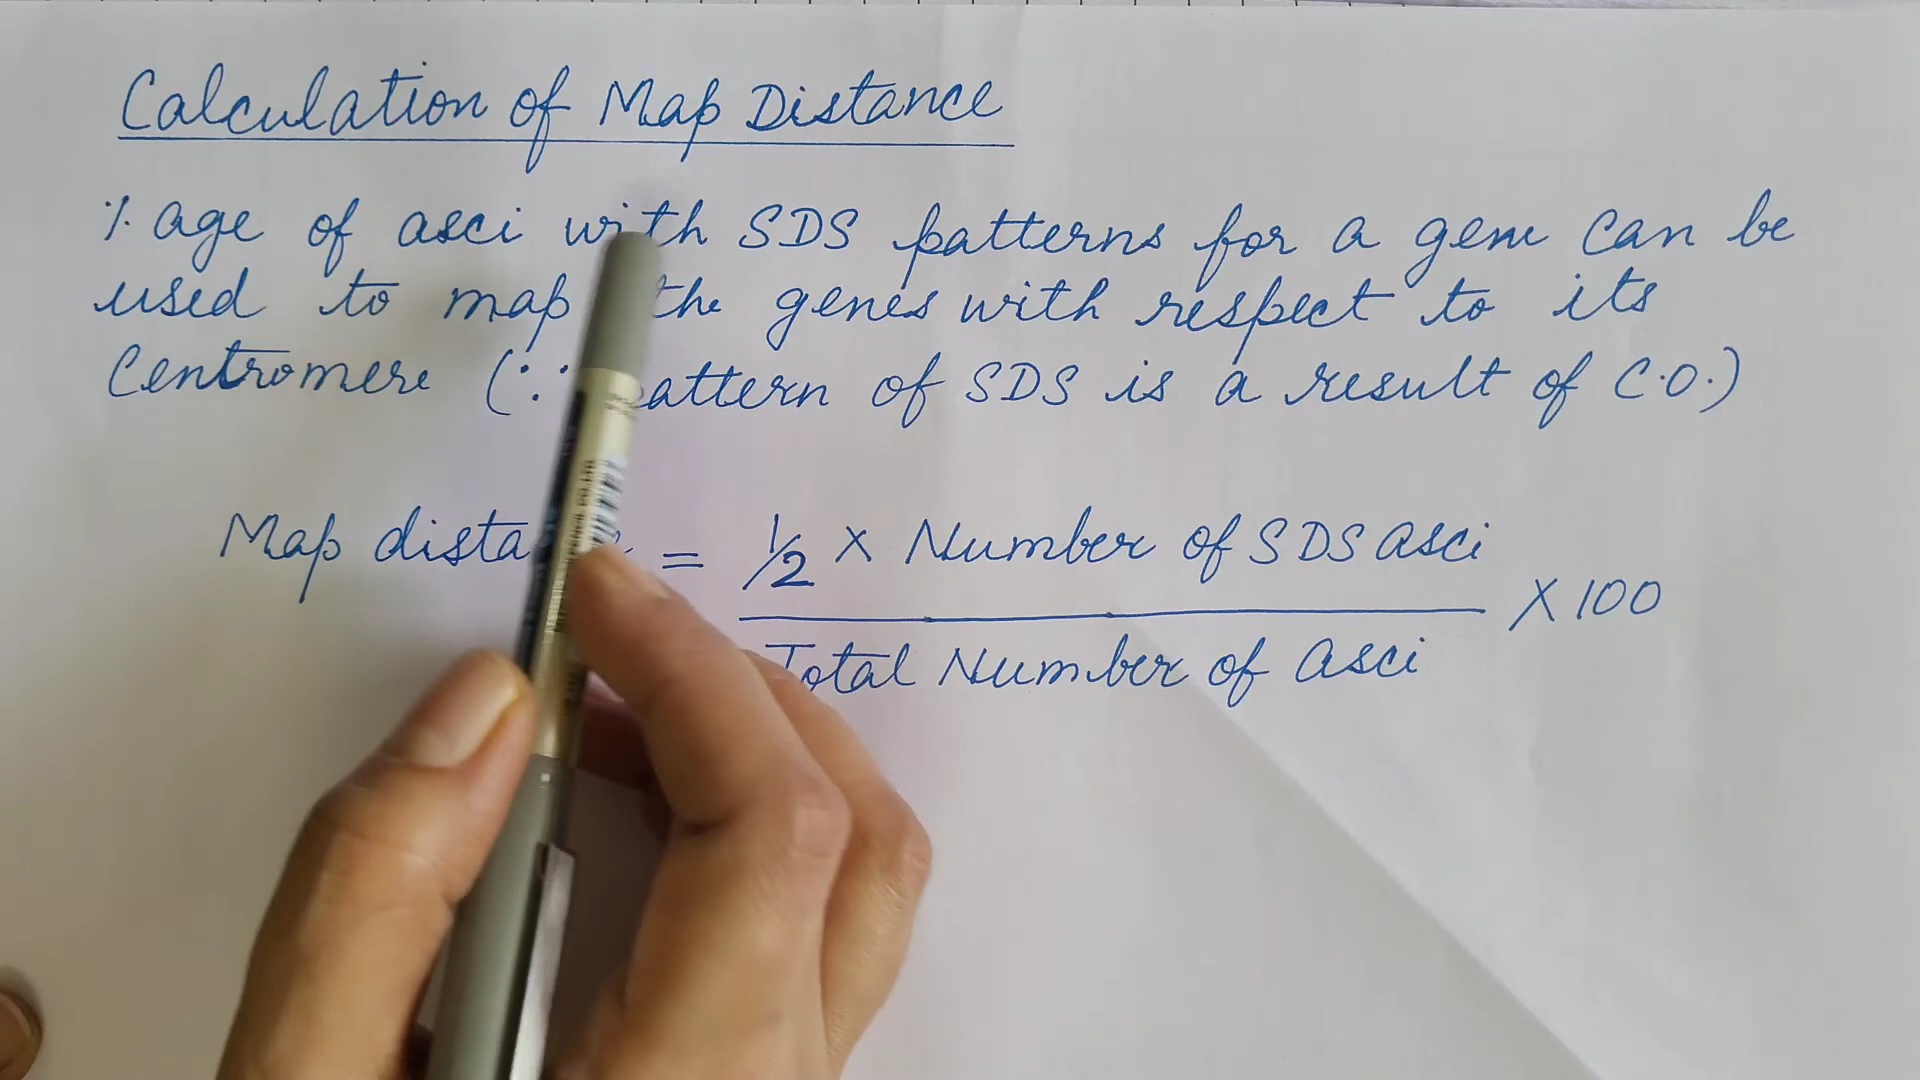 Calculation of Map Distance
%age of asci with SDS patterns for a gene can be
used to map the genes with respect to its
Centromere (∵ pattern of SDS is a result of C.O.)
Map distance = ½ × Number of SDS asci
Total Number of asci
× 100